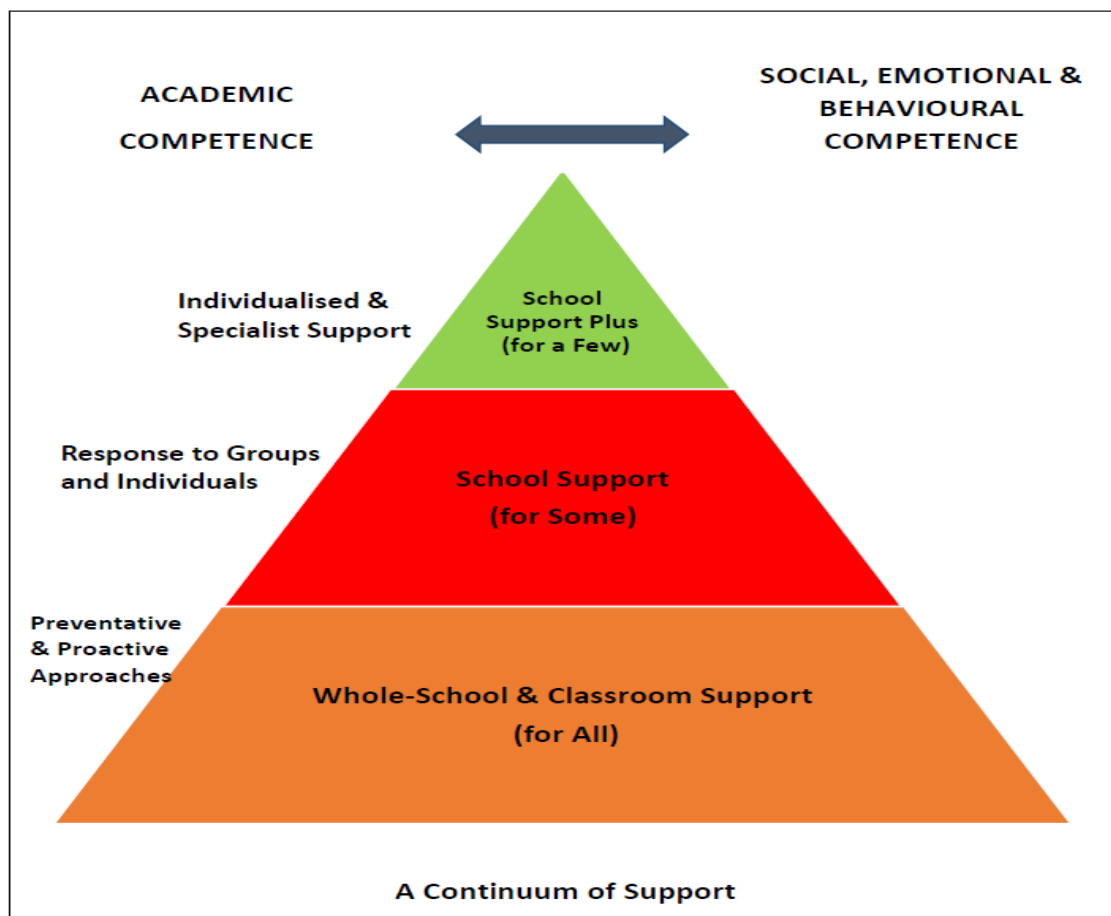 ACADEMIC
COMPETENCE
SOCIAL, EMOTIONAL &
BEHAVIOURAL
COMPETENCE
Individualised &
Specialist Support
School
Support Plus
(for a Few)
Response to Groups
and Individuals
School Support
(for Some)
Preventative
& Proactive
Approaches
Whole-School & Classroom Support
(for All)
A Continuum of Support